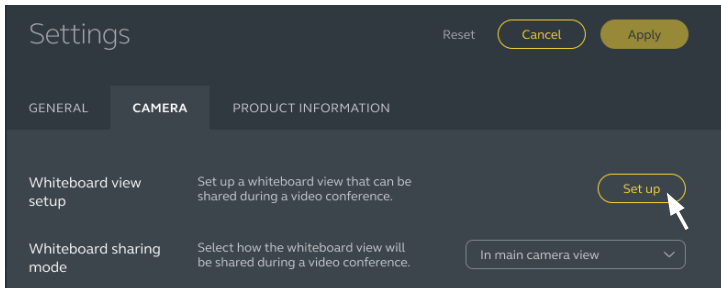 Settings
Reset
Cancel
Apply
GENERAL
CAMERA
PRODUCT INFORMATION
Whiteboard view
setup
Set up a whiteboard view that can be
shared during a video conference.
Set up
Whiteboard sharing
mode
Select how the whiteboard view will
be shared during a video conference.
In main camera view